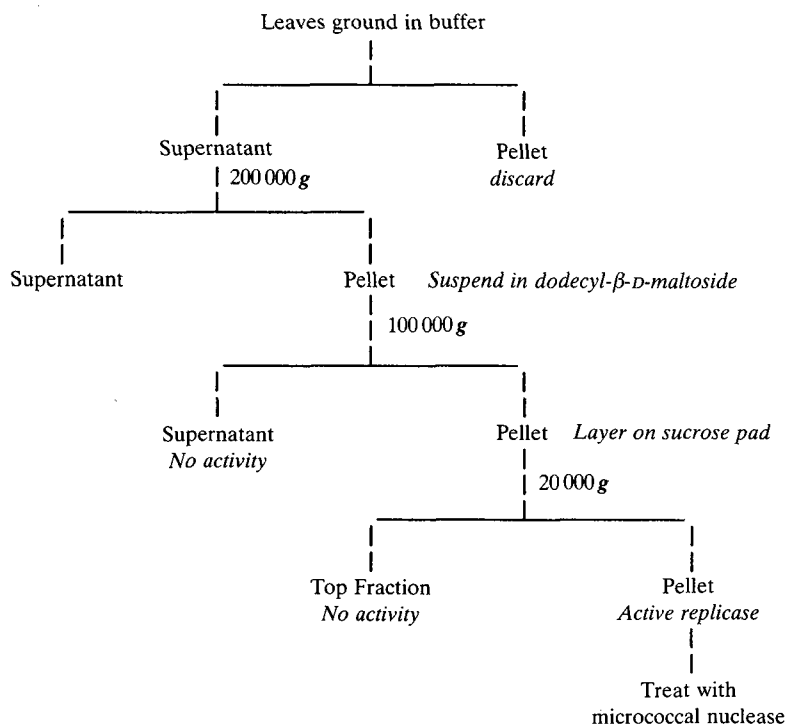 Leaves ground in buffer
Supernatant
Pellet
discard
200 000 g
Supernatant
Pellet Suspend in dodecyl-β-D-maltoside
100 000 g
Supernatant
No activity
Pellet Layer on sucrose pad
20 000 g
Top Fraction
No activity
Pellet
Active replicase
Treat with
micrococcal nuclease